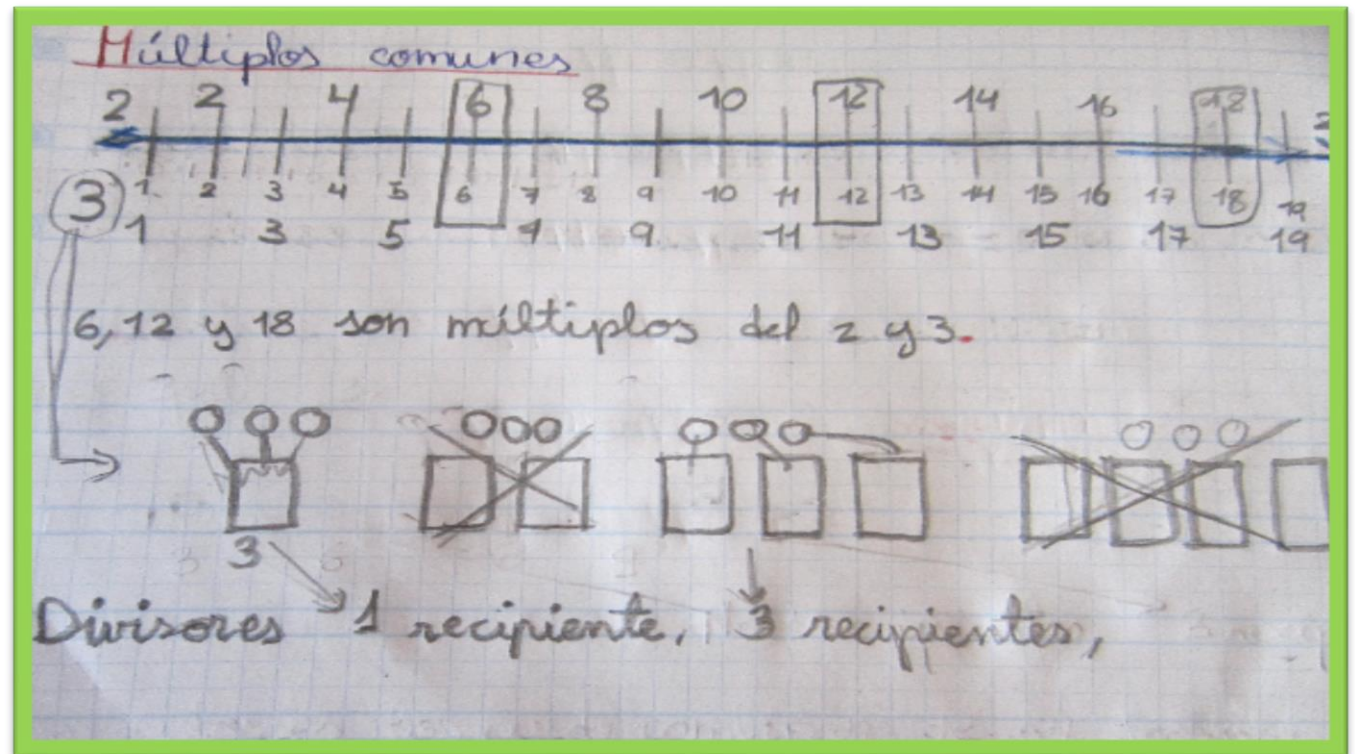 Múltiplos comunes
2 2 4 6 8 10 12 14 16 18
3 1 2 3 4 5 6 7 8 9 10 11 12 13 14 15 16 17 18 19
1 3 5 9 11 13 15 17 19
6, 12 y 18 son múltiplos del 2 y 3.
3
Divisores 1 recipiente, 3 recipientes,